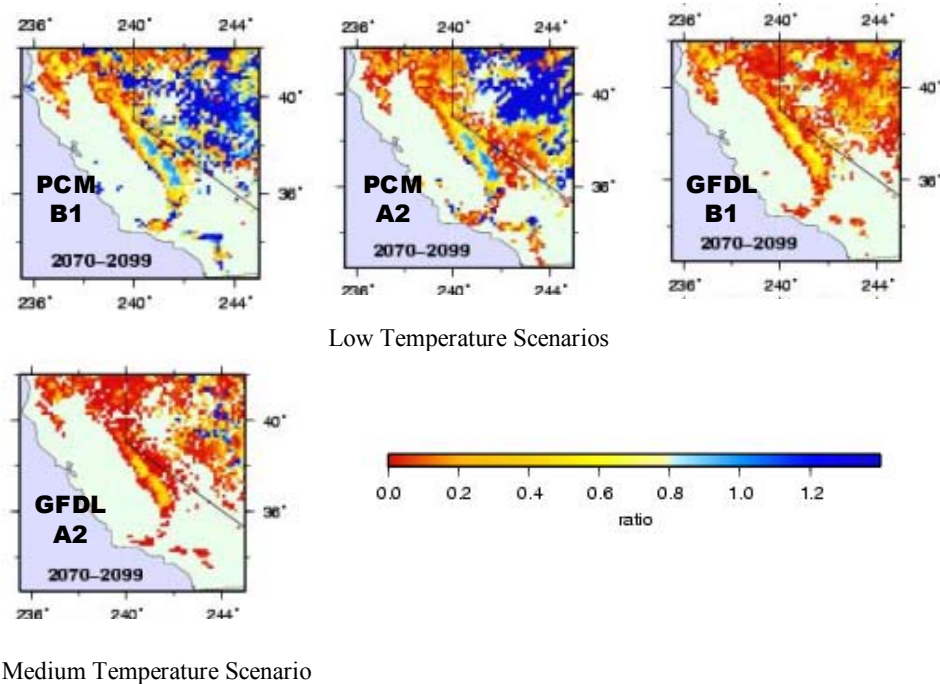 236° 240° 244°
40°
36°
PCM
B1
2070–2099
236° 240° 244°
236° 240° 244°
40°
36°
PCM
A2
2070–2099
236° 240° 244°
236° 240° 244°
40°
36°
GFDL
B1
2070–2099
236° 240° 244°
Low Temperature Scenarios
40°
36°
GFDL
A2
2070–2099
236° 240° 244°
0.0 0.2 0.4 0.6 0.8 1.0 1.2
ratio
Medium Temperature Scenario